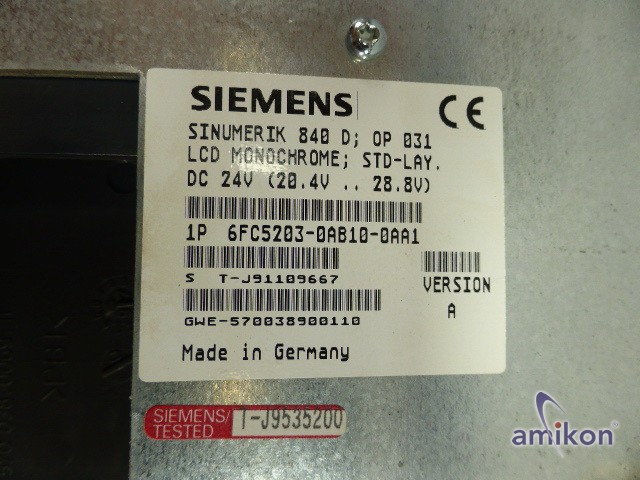 SIEMENS CE
SINUMERIK 840 D; OP 031
LCD MONOCHROME; STD-LAY.
DC 24V (20.4V .. 28.8V)
1P 6FC5203-0AB10-0AA1
S T-J91109667
VERSION
A
GWE-570038900110
Made in Germany
SIEMENS/
TESTED
T-J9535200
amikon